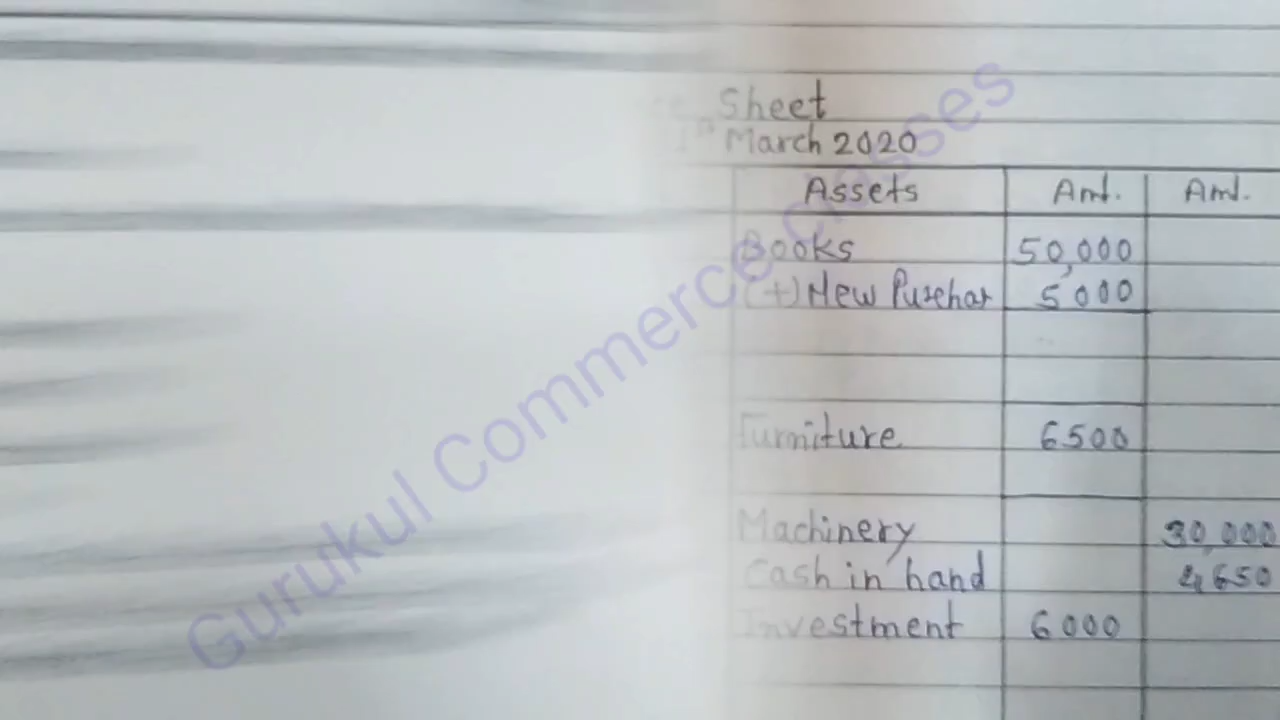 Sheet
March 2020
Assets Amt. Amt.
Books 50,000
(+) New Purchas 5000
Furniture 6500
Machinery 30,000
Cash in hand 4650
Investment 6000
Gurukul Commerce classes